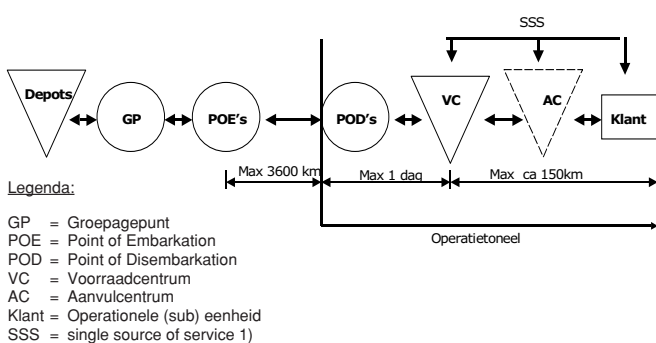 SSS
Depots
GP
POE's
POD's
VC
AC
Klant
Max 3600 km
Max 1 dag
Max ca 150km
Operatietoneel
Legenda:
GP = Groepagepunt
POE = Point of Embarkation
POD = Point of Disembarkation
VC = Voorraadcentrum
AC = Aanvulcentrum
Klant = Operationele (sub) eenheid
SSS = single source of service 1)